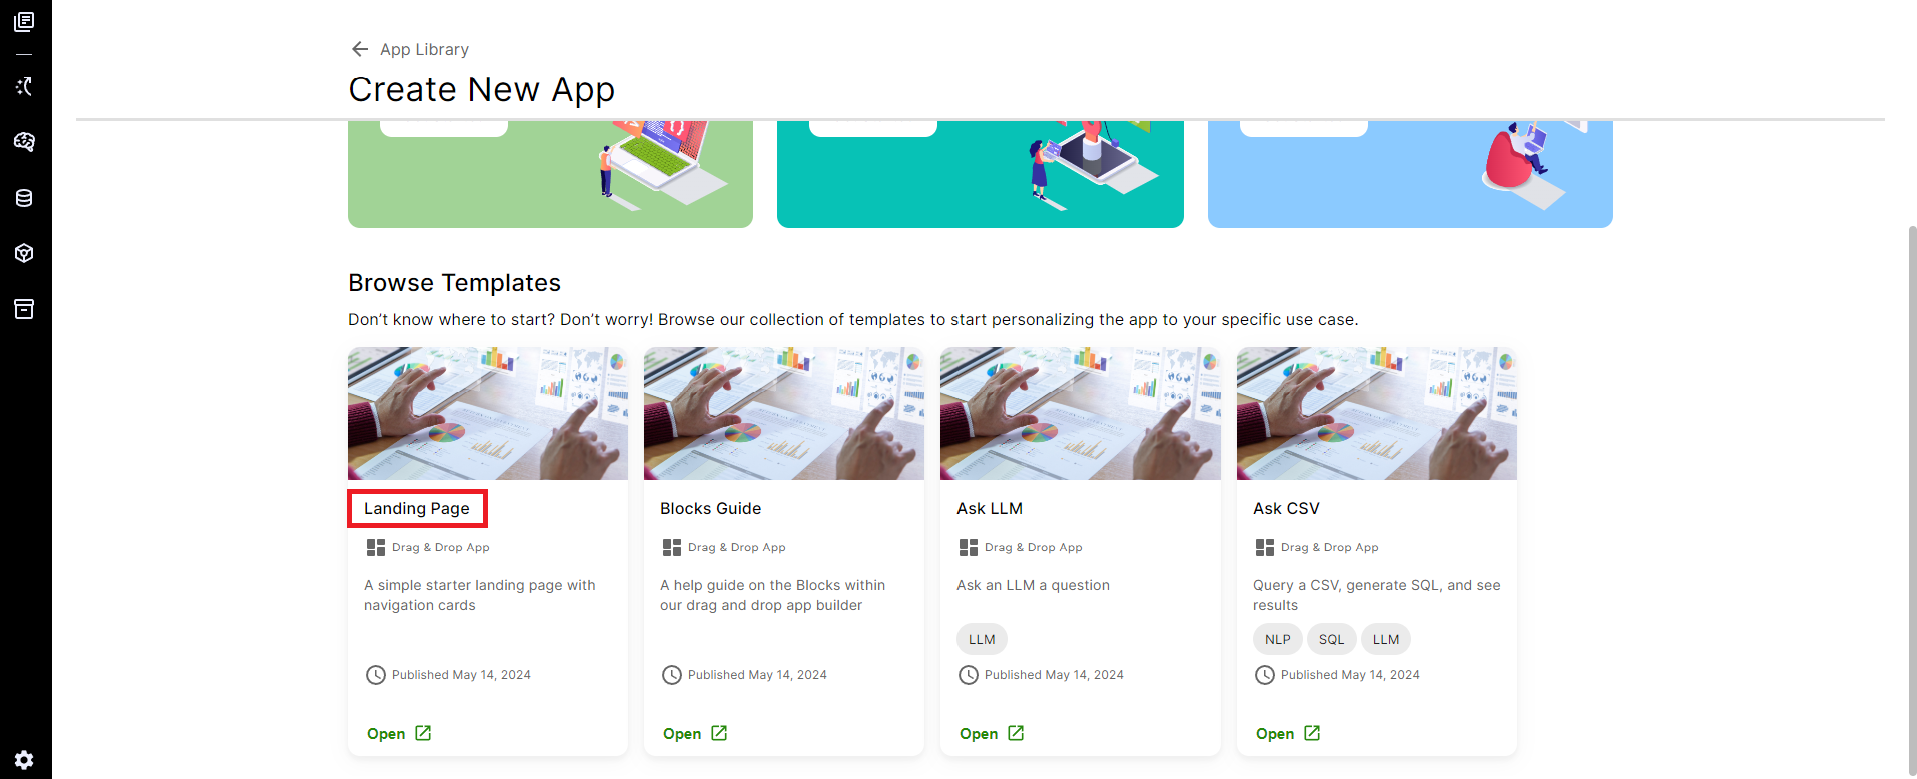 App Library
Create New App
Browse Templates
Don’t know where to start? Don’t worry! Browse our collection of templates to start personalizing the app to your specific use case.
Landing Page
Drag & Drop App
A simple starter landing page with
navigation cards
Published May 14, 2024
Open
Blocks Guide
Drag & Drop App
A help guide on the Blocks within
our drag and drop app builder
Published May 14, 2024
Open
Ask LLM
Drag & Drop App
Ask an LLM a question
LLM
Published May 14, 2024
Open
Ask CSV
Drag & Drop App
Query a CSV, generate SQL, and see
results
NLP SQL LLM
Published May 14, 2024
Open